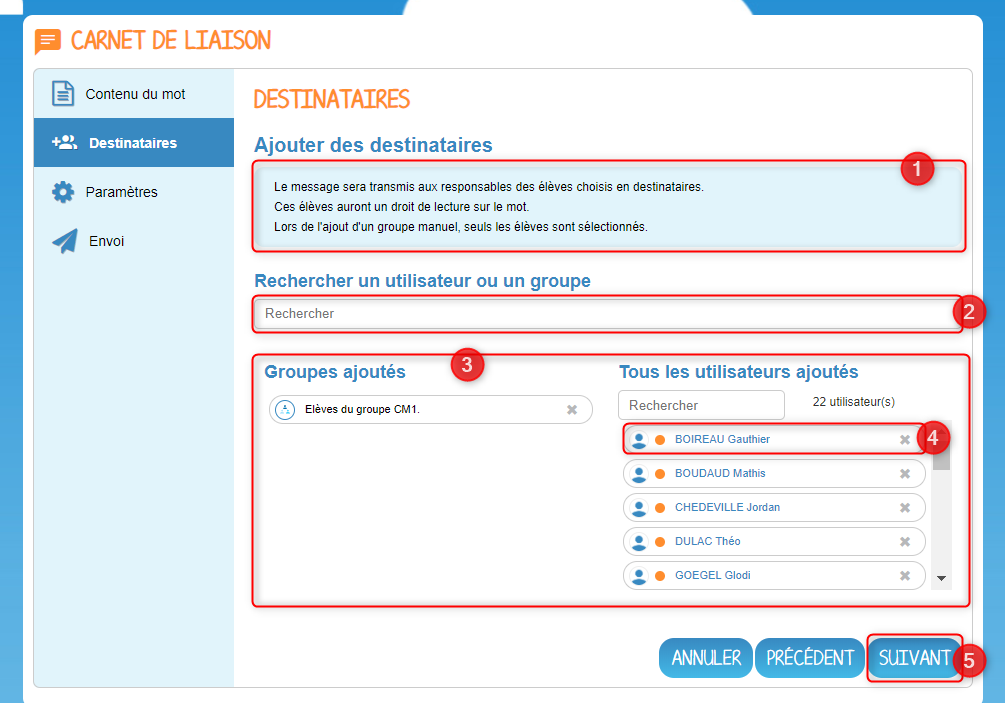 CARNET DE LIAISON
Contenu du mot
Destinataires
Paramètres
Envoi
DESTINATAIRES
Ajouter des destinataires
1
Le message sera transmis aux responsables des élèves choisis en destinataires.
Ces élèves auront un droit de lecture sur le mot.
Lors de l'ajout d'un groupe manuel, seuls les élèves sont sélectionnés.
Rechercher un utilisateur ou un groupe
Rechercher
2
3
Groupes ajoutés
Elèves du groupe CM1.
Tous les utilisateurs ajoutés
Rechercher
22 utilisateur(s)
BOIREAU Gauthier
4
BOUDAUD Mathis
CHEDEVILLE Jordan
DULAC Théo
GOEGEL Glodi
ANNULER
PRÉCÉDENT
SUIVANT
5